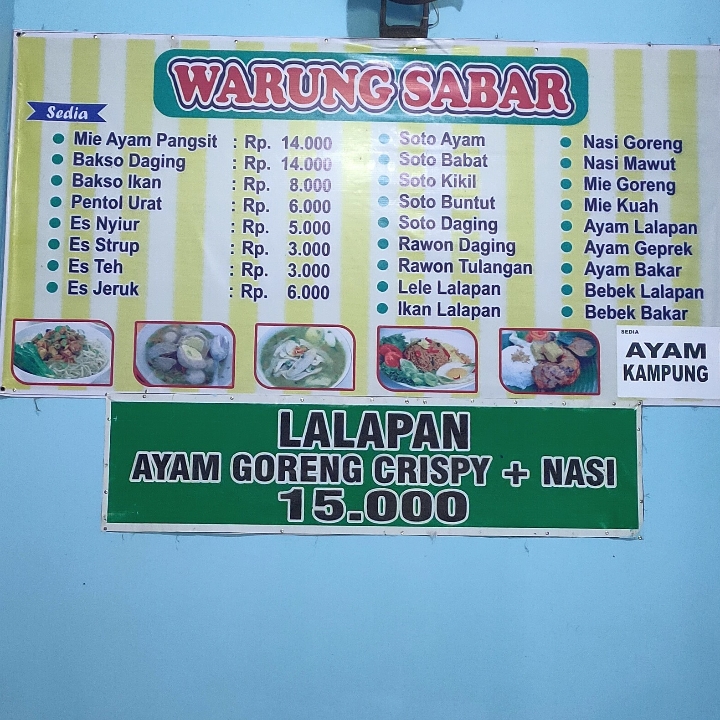 WARUNG SABAR
Sedia
Mie Ayam Pangsit : Rp. 14.000
Bakso Daging : Rp. 14.000
Bakso Ikan : Rp. 8.000
Pentol Urat : Rp. 6.000
Es Nyiur : Rp. 5.000
Es Strup : Rp. 3.000
Es Teh : Rp. 3.000
Es Jeruk : Rp. 6.000
Soto Ayam
Soto Babat
Soto Kikil
Soto Buntut
Soto Daging
Rawon Daging
Rawon Tulangan
Lele Lalapan
Ikan Lalapan
Nasi Goreng
Nasi Mawut
Mie Goreng
Mie Kuah
Ayam Lalapan
Ayam Geprek
Ayam Bakar
Bebek Lalapan
Bebek Bakar
SEDIA
AYAM
KAMPUNG
LALAPAN
AYAM GORENG CRISPY + NASI
15.000